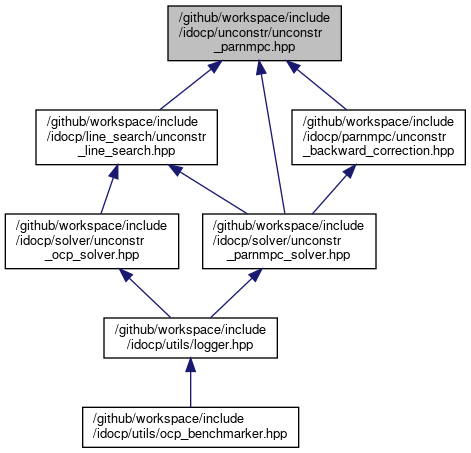 /github/workspace/include
/idocp/unconstr/unconstr
_parnmpc.hpp
/github/workspace/include
/idocp/line_search/unconstr
_line_search.hpp
/github/workspace/include
/idocp/parnmpc/unconstr
_backward_correction.hpp
/github/workspace/include
/idocp/solver/unconstr
_ocp_solver.hpp
/github/workspace/include
/idocp/solver/unconstr
_parnmpc_solver.hpp
/github/workspace/include
/idocp/utils/logger.hpp
/github/workspace/include
/idocp/utils/ocp_benchmarker.hpp